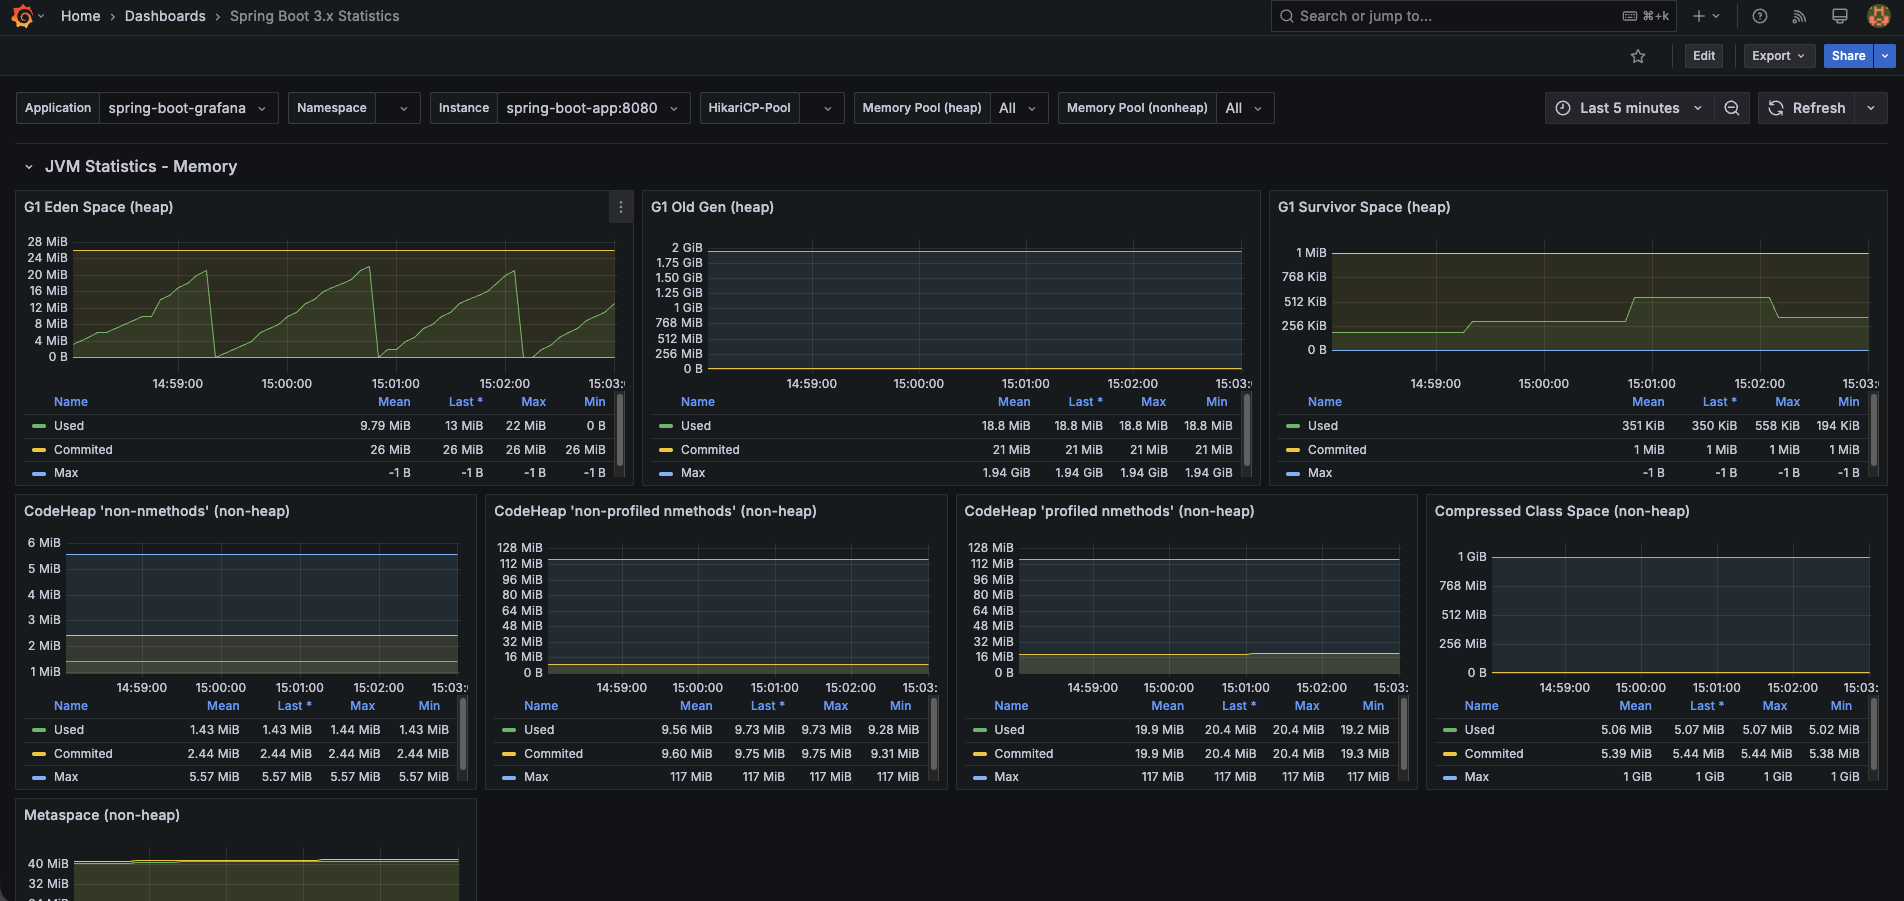 Home › Dashboards › Spring Boot 3.x Statistics
Search or jump to... ⌘+k
Edit Export Share
Application spring-boot-grafana Namespace Instance spring-boot-app:8080 HikariCP-Pool Memory Pool (heap) All Memory Pool (nonheap) All Last 5 minutes Refresh
JVM Statistics - Memory
G1 Eden Space (heap)
28 MiB
24 MiB
20 MiB
16 MiB
12 MiB
8 MiB
4 MiB
0 B
14:59:00 15:00:00 15:01:00 15:02:00 15:03:
Name Mean Last * Max Min
Used 9.79 MiB 13 MiB 22 MiB 0 B
Commited 26 MiB 26 MiB 26 MiB 26 MiB
Max -1 B -1 B -1 B -1 B
G1 Old Gen (heap)
2 GiB
1.75 GiB
1.50 GiB
1.25 GiB
1 GiB
768 MiB
512 MiB
256 MiB
0 B
14:59:00 15:00:00 15:01:00 15:02:00 15:03:
Name Mean Last * Max Min
Used 18.8 MiB 18.8 MiB 18.8 MiB 18.8 MiB
Commited 21 MiB 21 MiB 21 MiB 21 MiB
Max 1.94 GiB 1.94 GiB 1.94 GiB 1.94 GiB
G1 Survivor Space (heap)
1 MiB
768 KiB
512 KiB
256 KiB
0 B
14:59:00 15:00:00 15:01:00 15:02:00 15:03:
Name Mean Last * Max Min
Used 351 KiB 350 KiB 558 KiB 194 KiB
Commited 1 MiB 1 MiB 1 MiB 1 MiB
Max -1 B -1 B -1 B -1 B
CodeHeap 'non-nmethods' (non-heap)
6 MiB
5 MiB
4 MiB
3 MiB
2 MiB
1 MiB
14:59:00 15:00:00 15:01:00 15:02:00 15:03:
Name Mean Last * Max Min
Used 1.43 MiB 1.43 MiB 1.44 MiB 1.43 MiB
Commited 2.44 MiB 2.44 MiB 2.44 MiB 2.44 MiB
Max 5.57 MiB 5.57 MiB 5.57 MiB 5.57 MiB
CodeHeap 'non-profiled nmethods' (non-heap)
128 MiB
112 MiB
96 MiB
80 MiB
64 MiB
48 MiB
32 MiB
16 MiB
0 B
14:59:00 15:00:00 15:01:00 15:02:00 15:03:
Name Mean Last * Max Min
Used 9.56 MiB 9.73 MiB 9.73 MiB 9.28 MiB
Commited 9.60 MiB 9.75 MiB 9.75 MiB 9.31 MiB
Max 117 MiB 117 MiB 117 MiB 117 MiB
CodeHeap 'profiled nmethods' (non-heap)
128 MiB
112 MiB
96 MiB
80 MiB
64 MiB
48 MiB
32 MiB
16 MiB
0 B
14:59:00 15:00:00 15:01:00 15:02:00 15:03:
Name Mean Last * Max Min
Used 19.9 MiB 20.4 MiB 20.4 MiB 19.2 MiB
Commited 19.9 MiB 20.4 MiB 20.4 MiB 19.3 MiB
Max 117 MiB 117 MiB 117 MiB 117 MiB
Compressed Class Space (non-heap)
1 GiB
768 MiB
512 MiB
256 MiB
0 B
14:59:00 15:00:00 15:01:00 15:02:00 15:03:
Name Mean Last * Max Min
Used 5.06 MiB 5.07 MiB 5.07 MiB 5.02 MiB
Commited 5.39 MiB 5.44 MiB 5.44 MiB 5.38 MiB
Max 1 GiB 1 GiB 1 GiB 1 GiB
Metaspace (non-heap)
40 MiB
32 MiB